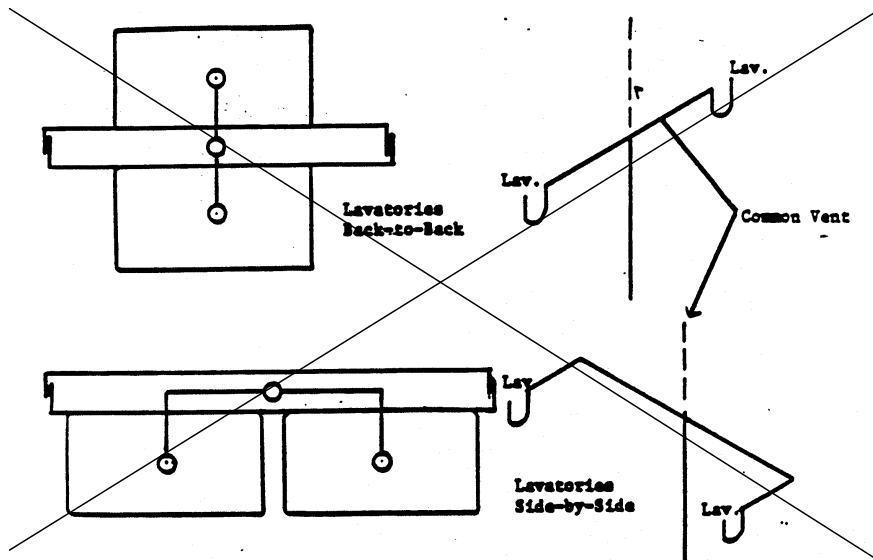 Lav.
Lav.
Lavatories
Back-to-Back
Common Vent
Lav
Lavatories
Side-by-Side
Lav.